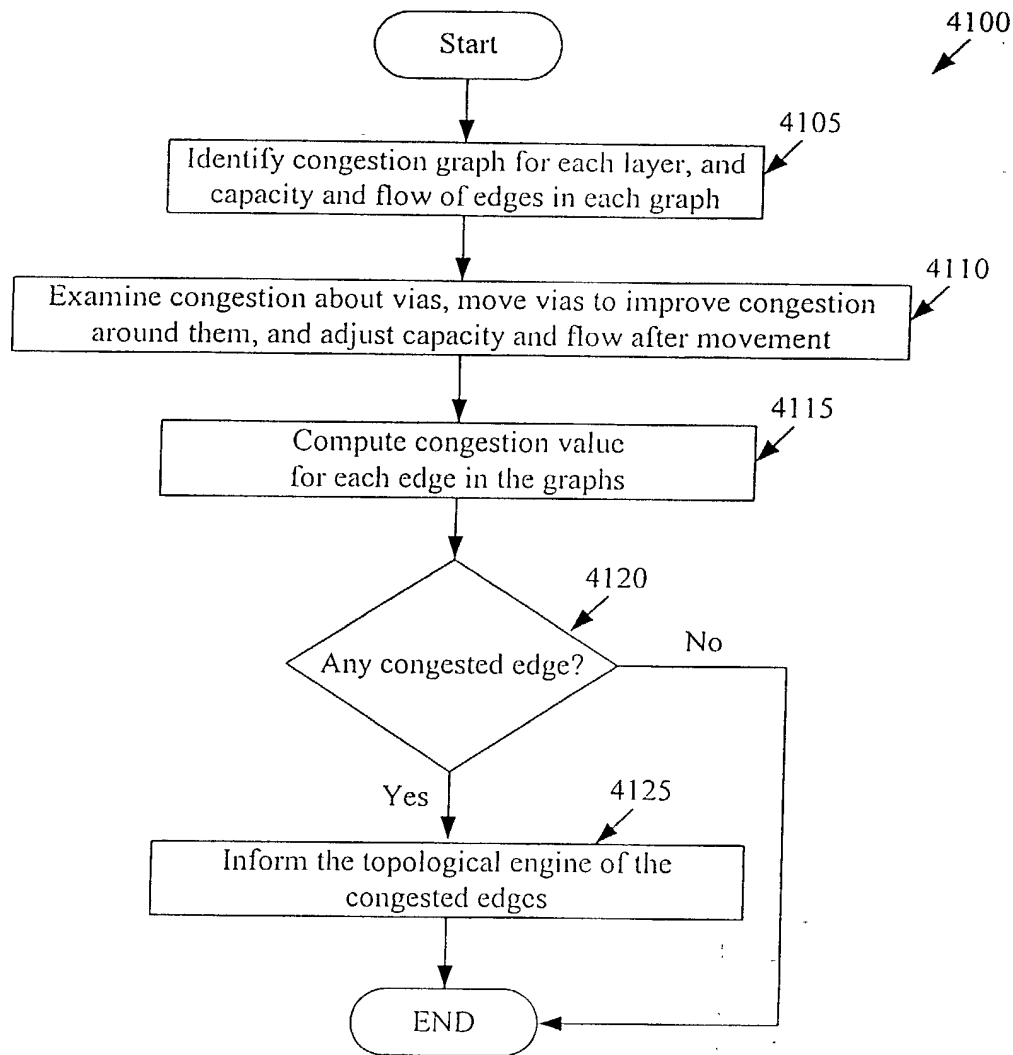 4100
Start
4105
Identify congestion graph for each layer, and
capacity and flow of edges in each graph
4110
Examine congestion about vias, move vias to improve congestion
around them, and adjust capacity and flow after movement
4115
Compute congestion value
for each edge in the graphs
4120
Any congested edge?
No
Yes
4125
Inform the topological engine of the
congested edges
END